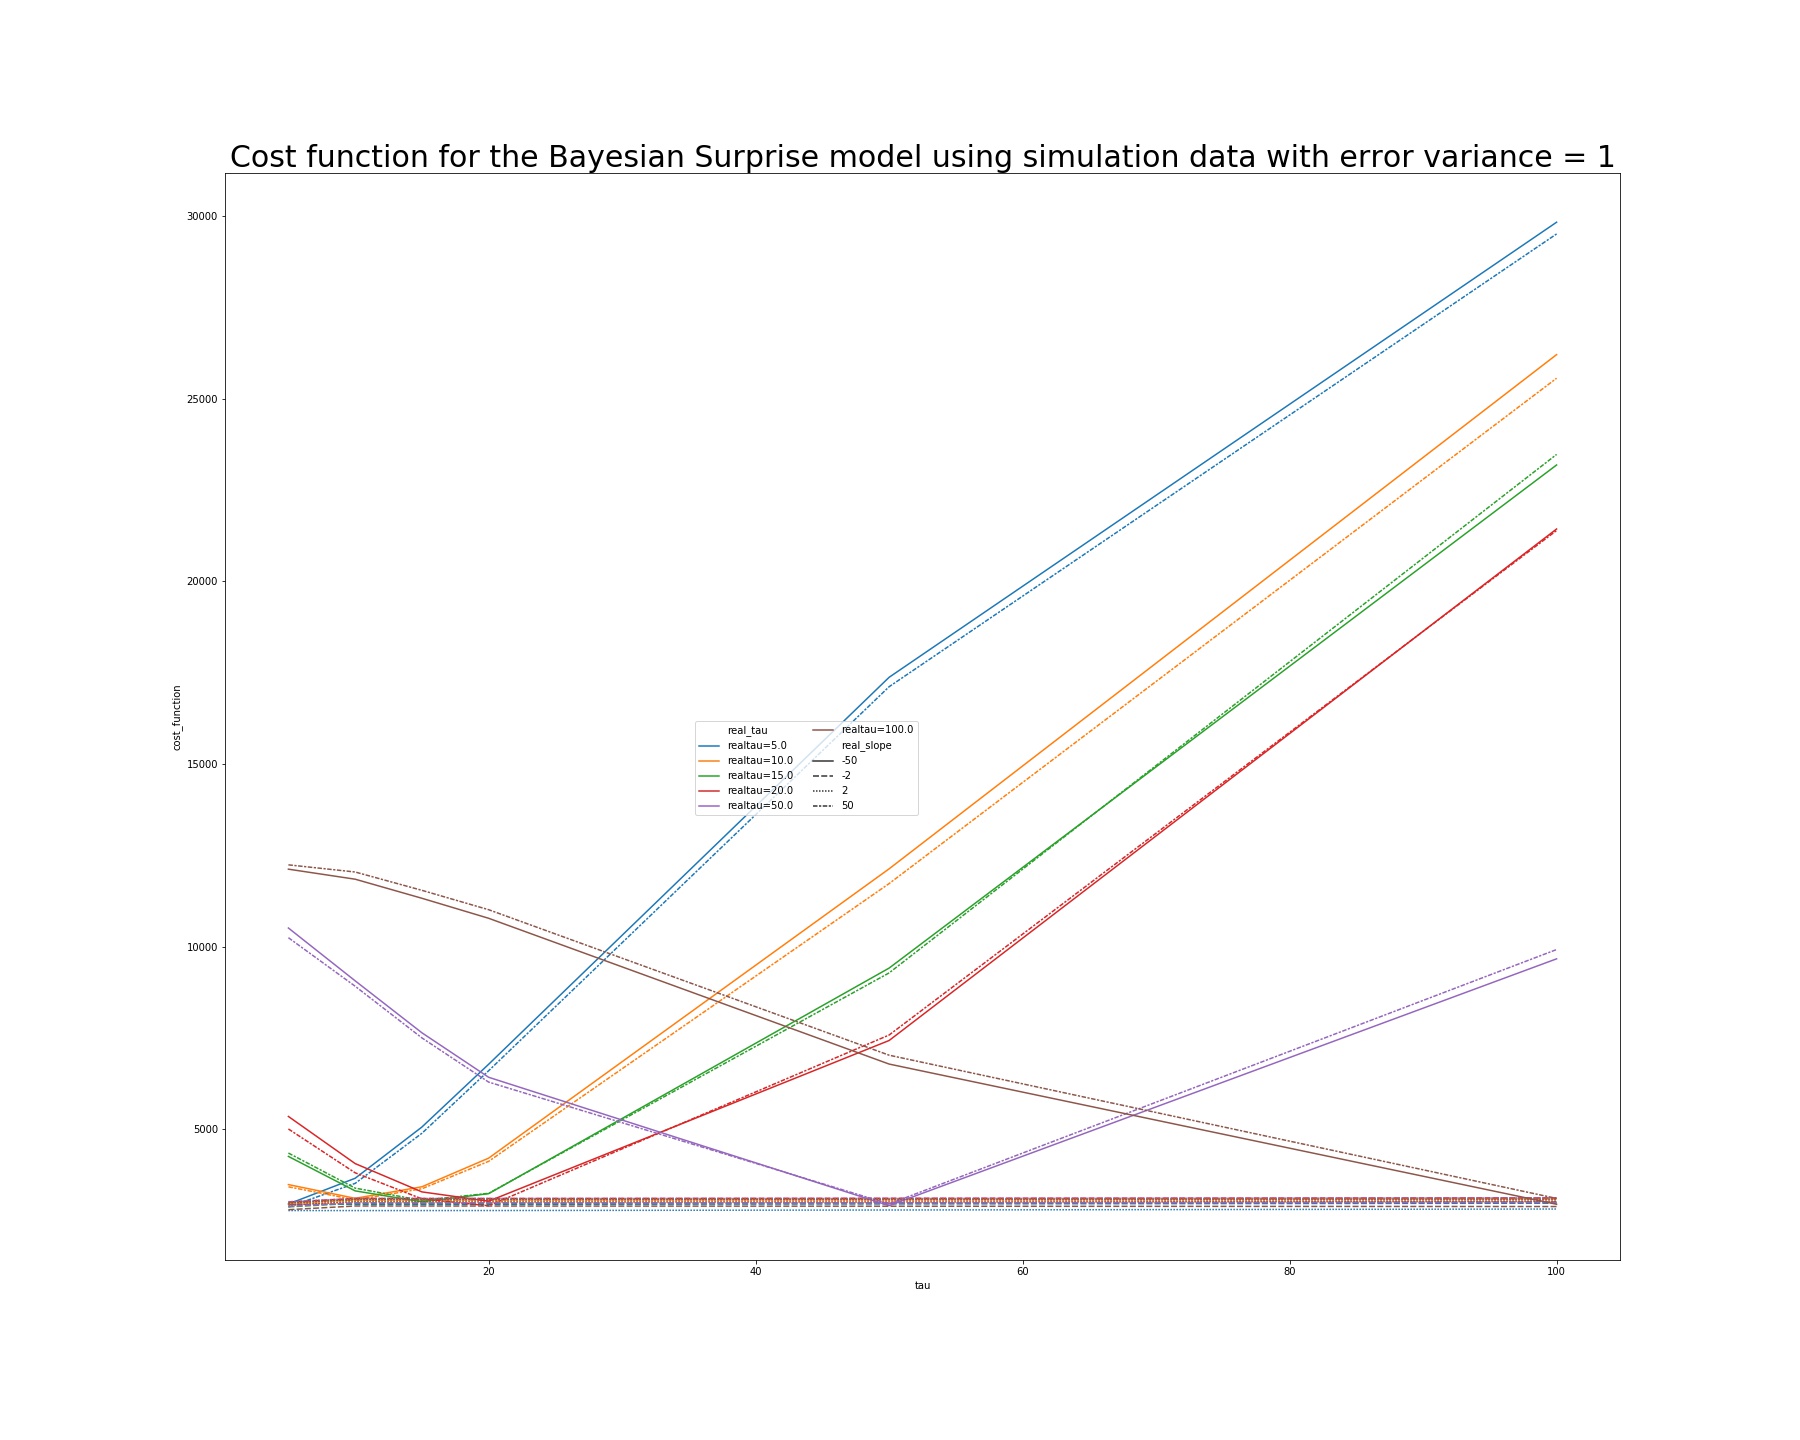 Cost function for the Bayesian Surprise model using simulation data with error variance = 1
30000
25000
20000
15000
10000
5000
cost_function
real_tau
realtau=5.0
realtau=10.0
realtau=15.0
realtau=20.0
realtau=50.0
realtau=100.0
real_slope
-50
-2
2
50
20
40
60
80
100
tau